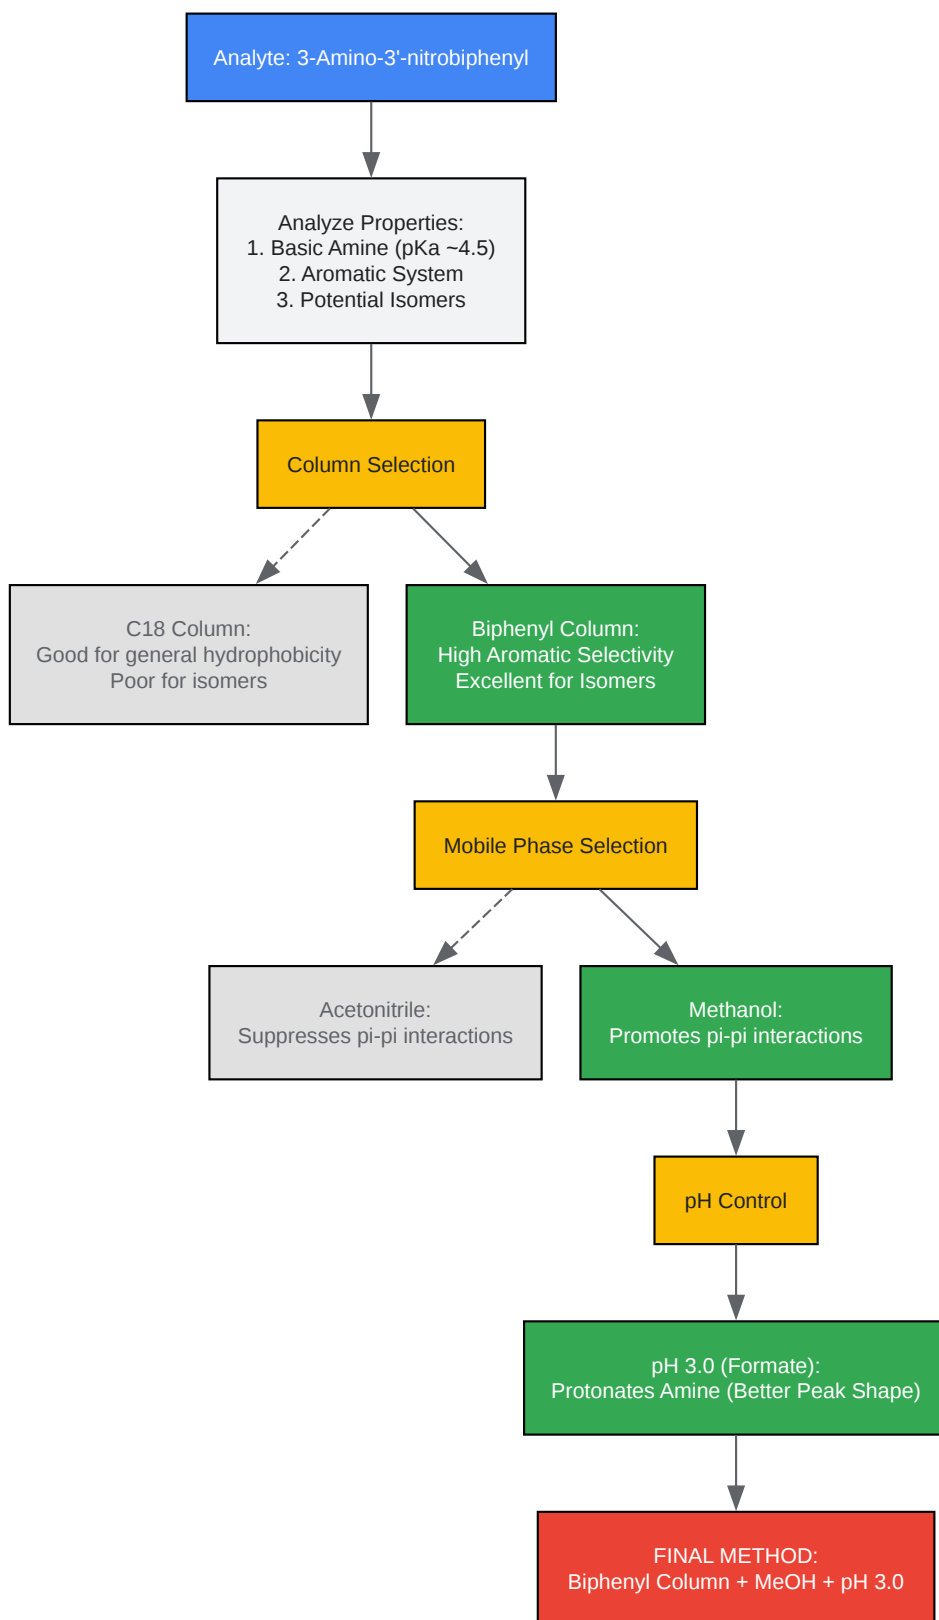 Analyte: 3-Amino-3'-nitrobiphenyl
Analyze Properties:
1. Basic Amine (pKa ~4.5)
2. Aromatic System
3. Potential Isomers
Column Selection
C18 Column:
Good for general hydrophobicity
Poor for isomers
Biphenyl Column:
High Aromatic Selectivity
Excellent for Isomers
Mobile Phase Selection
Acetonitrile:
Suppresses pi-pi interactions
Methanol:
Promotes pi-pi interactions
pH Control
pH 3.0 (Formate):
Protonates Amine (Better Peak Shape)
FINAL METHOD:
Biphenyl Column + MeOH + pH 3.0